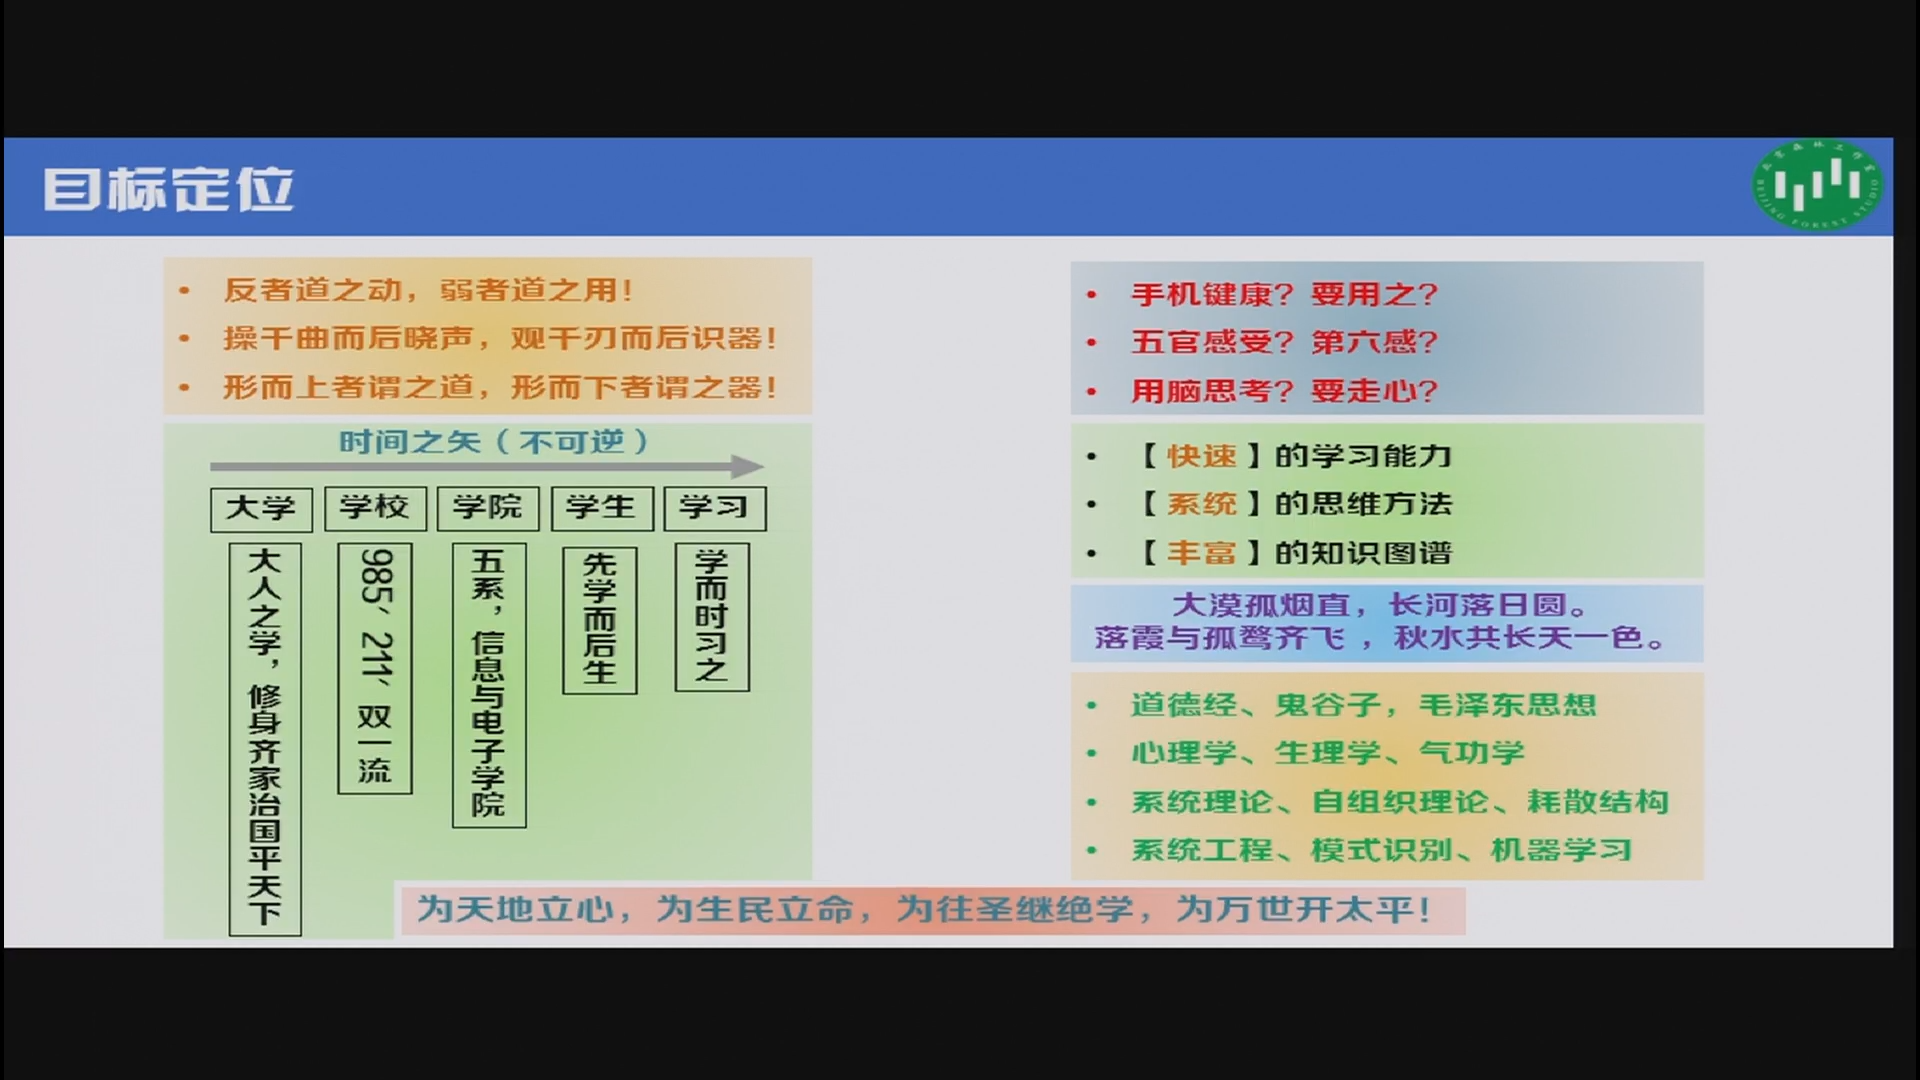 目标定位
北京森林工作室
BEIJING FOREST STUDIO
• 反者道之动，弱者道之用！
• 操千曲而后晓声，观千刃而后识器！
• 形而上者谓之道，形而下者谓之器！
时间之矢（不可逆）
大学 学校 学院 学生 学习
大人之学，修身齐家治国平天下
985、211、双一流
五系，信息与电子学院
先学而后生
学而时习之
• 手机键康？要用之？
• 五官感受？第六感？
• 用脑思考？要走心？
• 【快速】的学习能力
• 【系统】的思维方法
• 【丰富】的知识图谱
大漠孤烟直，长河落日圆。
落霞与孤鹜齐飞，秋水共长天一色。
• 道德经、鬼谷子，毛泽东思想
• 心理学、生理学、气功学
• 系统理论、自组织理论、耗散结构
• 系统工程、模式识别、机器学习
为天地立心，为生民立命，为往圣继绝学，为万世开太平！